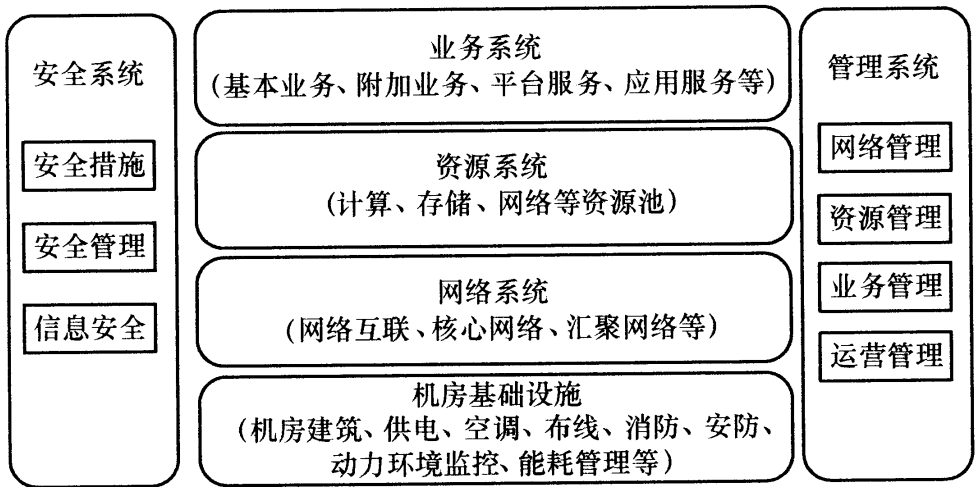 安全系统
安全措施
安全管理
信息安全
业务系统
(基本业务、附加业务、平台服务、应用服务等)
资源系统
(计算、存储、网络等资源池)
网络系统
(网络互联、核心网络、汇聚网络等)
机房基础设施
(机房建筑、供电、空调、布线、消防、安防、
动力环境监控、能耗管理等)
管理系统
网络管理
资源管理
业务管理
运营管理